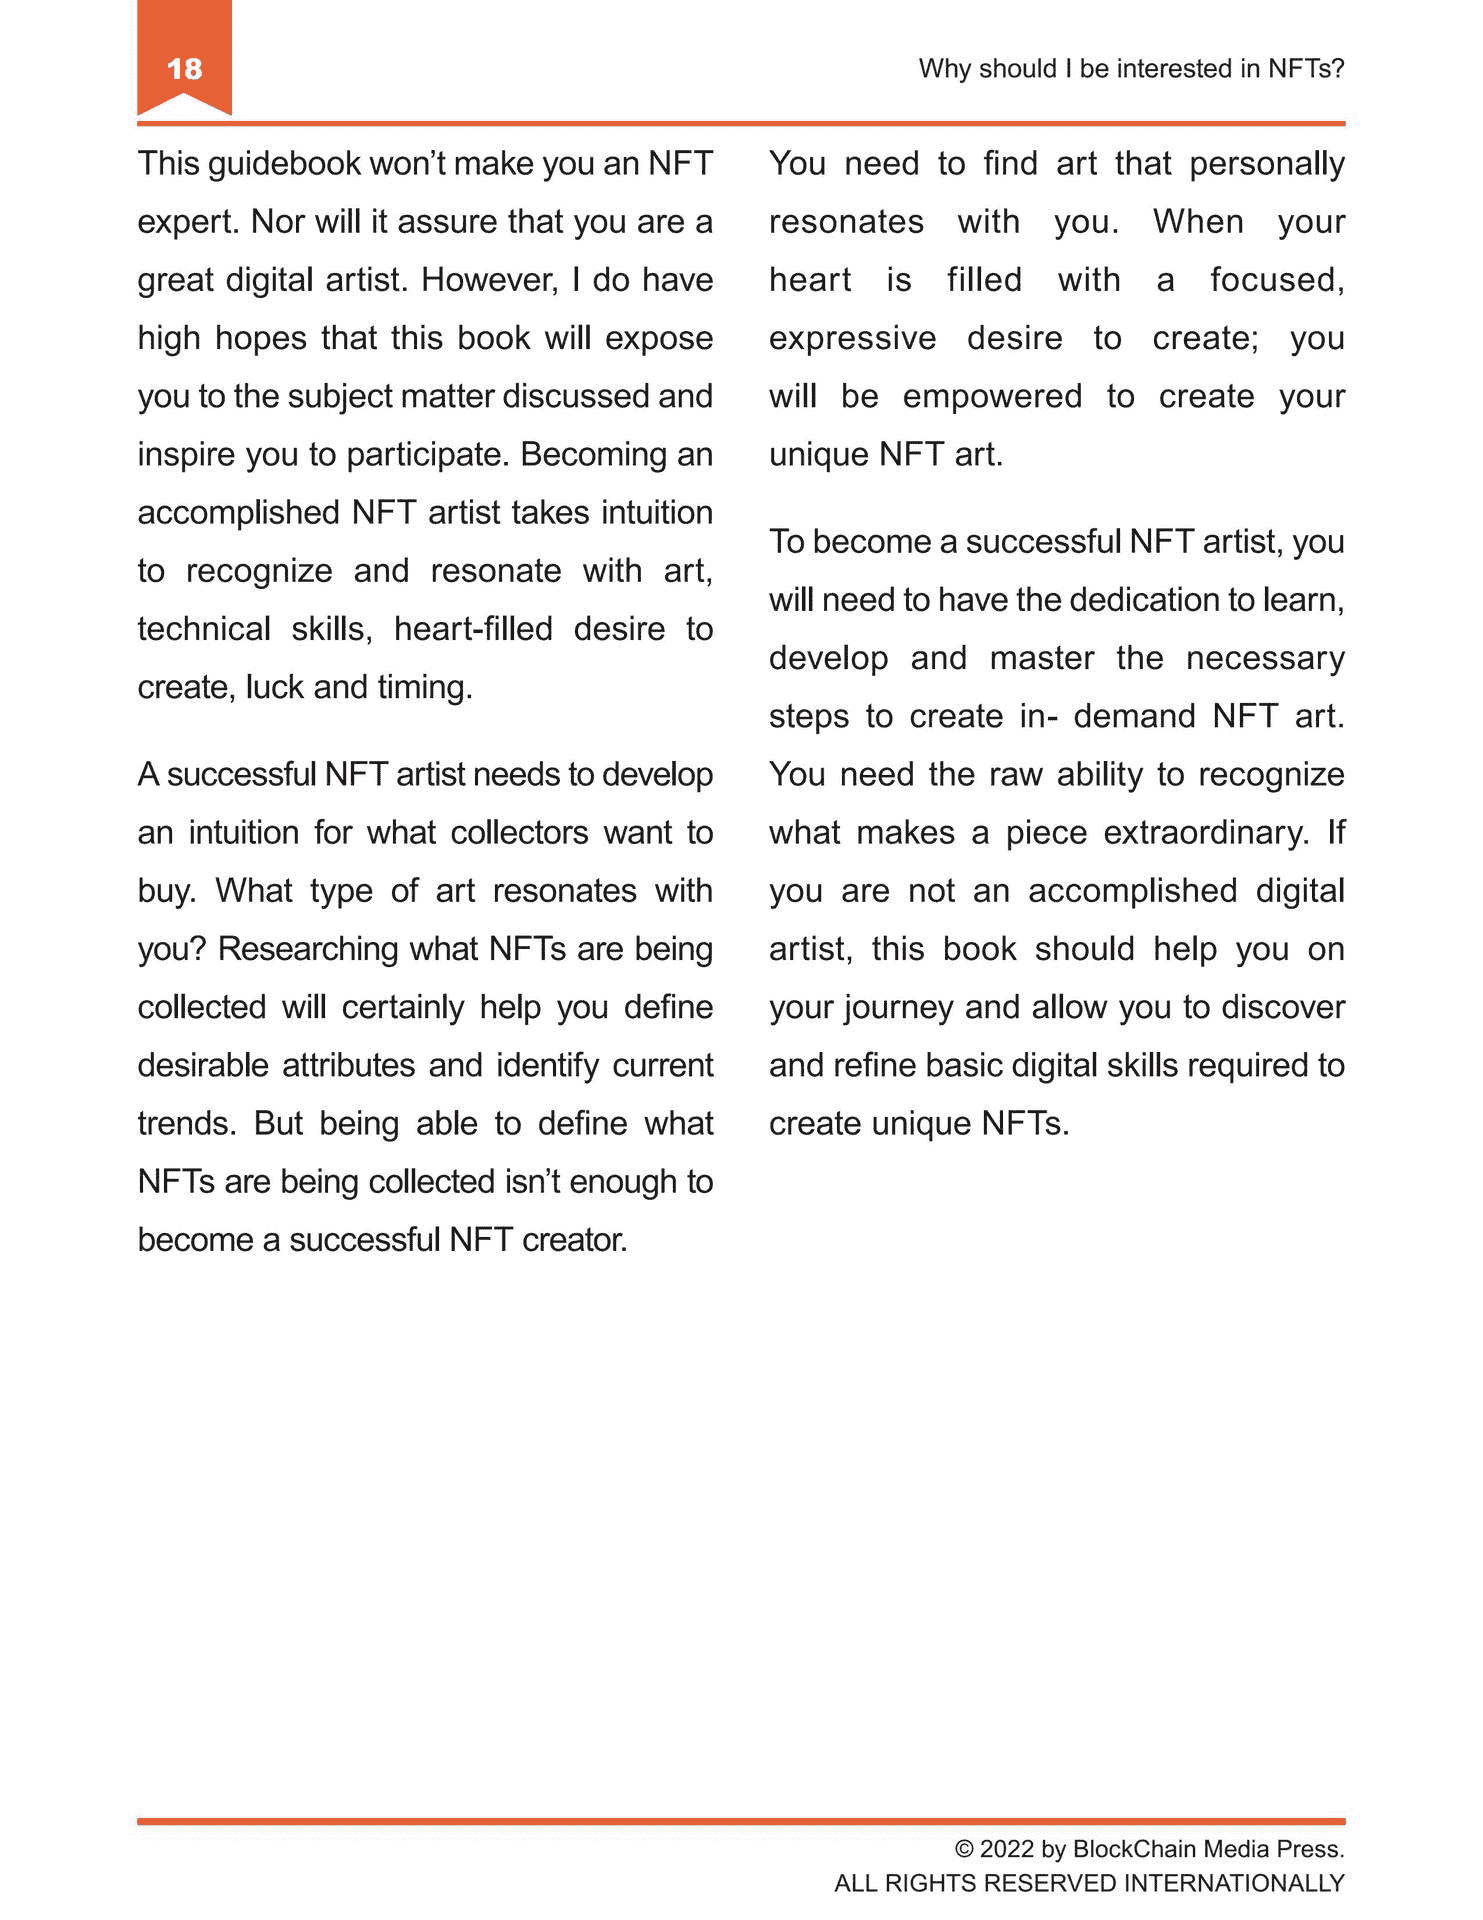 18
Why should I be interested in NFTs?
This guidebook won’t make you an NFT
expert. Nor will it assure that you are a
great digital artist. However, I do have
high hopes that this book will expose
you to the subject matter discussed and
inspire you to participate. Becoming an
accomplished NFT artist takes intuition
to recognize and resonate with art,
technical skills, heart-filled desire to
create, luck and timing.
A successful NFT artist needs to develop
an intuition for what collectors want to
buy. What type of art resonates with
you? Researching what NFTs are being
collected will certainly help you define
desirable attributes and identify current
trends. But being able to define what
NFTs are being collected isn’t enough to
become a successful NFT creator.
You need to find art that personally
resonates with you. When your
heart is filled with a focused,
expressive desire to create; you
will be empowered to create your
unique NFT art.
To become a successful NFT artist, you
will need to have the dedication to learn,
develop and master the necessary
steps to create in- demand NFT art.
You need the raw ability to recognize
what makes a piece extraordinary. If
you are not an accomplished digital
artist, this book should help you on
your journey and allow you to discover
and refine basic digital skills required to
create unique NFTs.
© 2022 by BlockChain Media Press.
ALL RIGHTS RESERVED INTERNATIONALLY